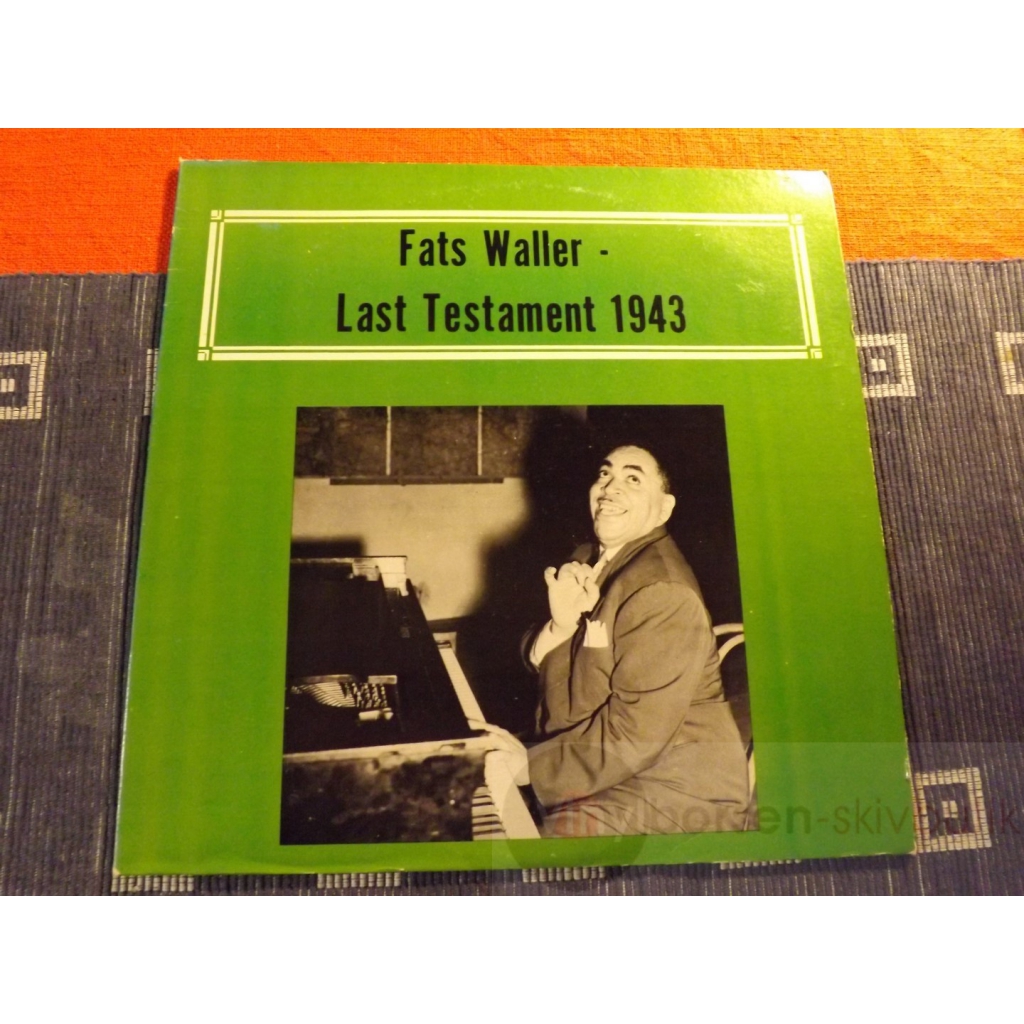 Fats Waller -
Last Testament 1943